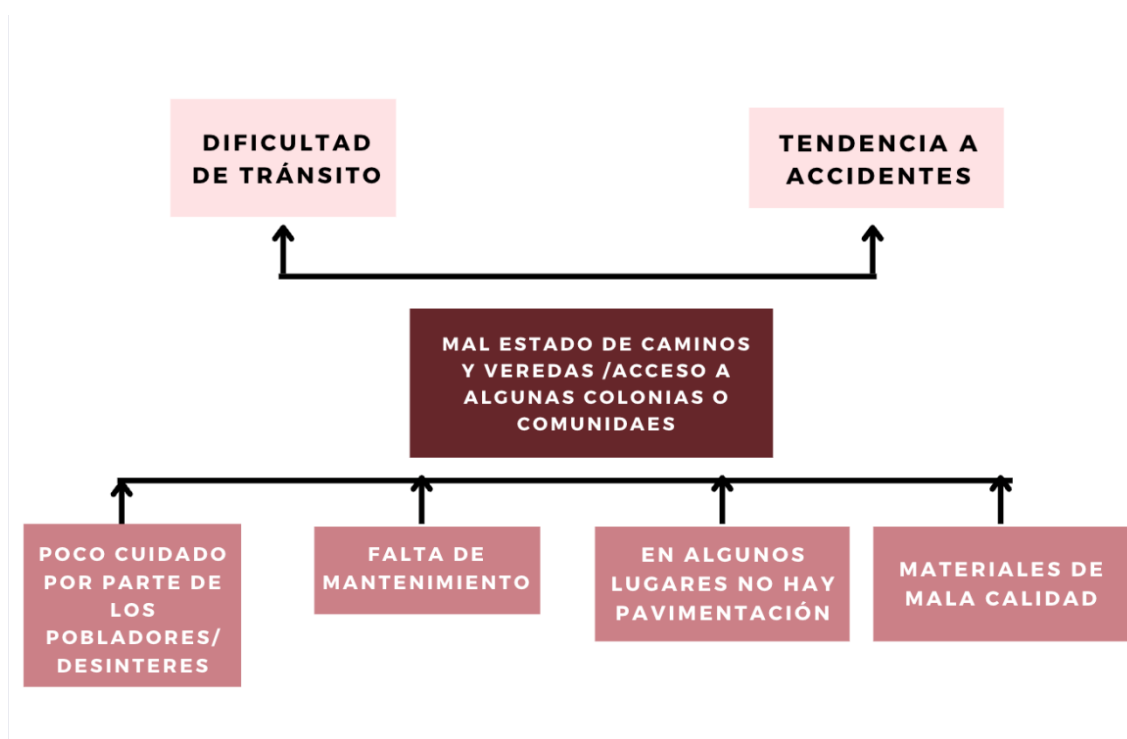 DIFICULTAD
DE TRÁNSITO
TENDENCIA A
ACCIDENTES
MAL ESTADO DE CAMINOS
Y VEREDAS /ACCESO A
ALGUNAS COLONIAS O
COMUNIDAES
POCO CUIDADO
POR PARTE DE
LOS
POBLADORES/
DESINTERES
FALTA DE
MANTENIMIENTO
EN ALGUNOS
LUGARES NO HAY
PAVIMENTACIÓN
MATERIALES DE
MALA CALIDAD